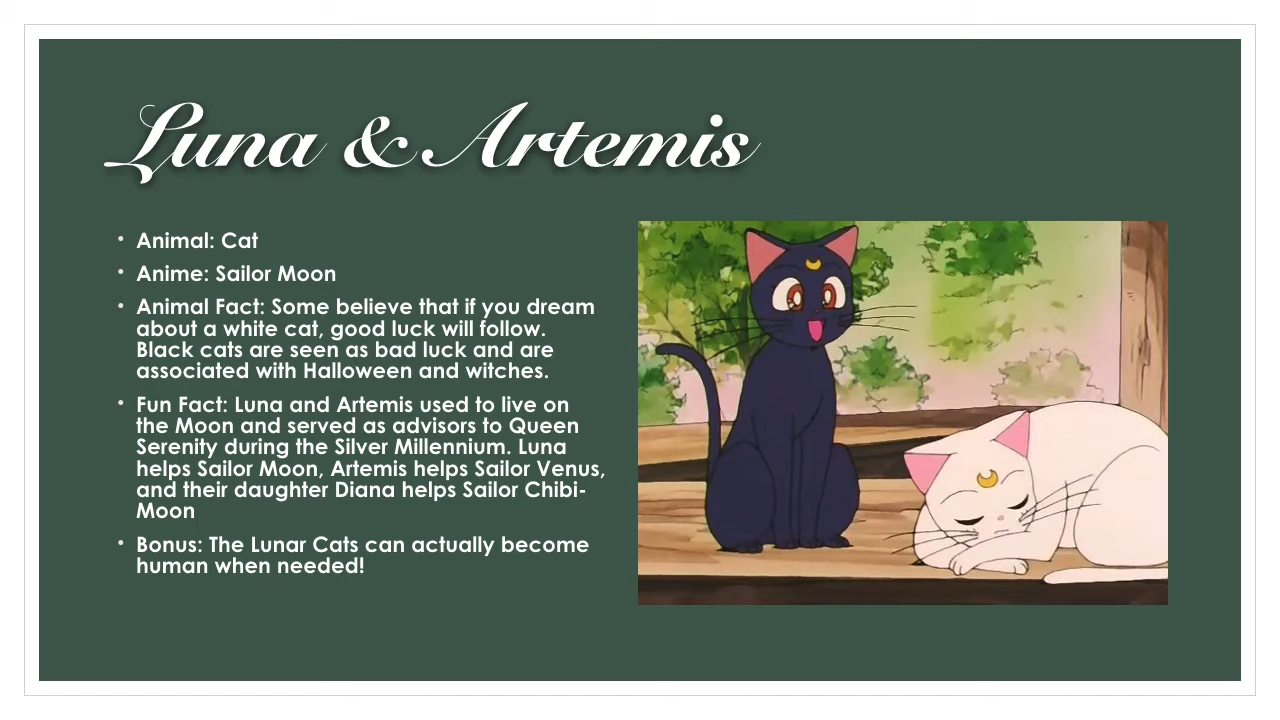 Luna & Artemis
• Animal: Cat
• Anime: Sailor Moon
• Animal Fact: Some believe that if you dream
about a white cat, good luck will follow.
Black cats are seen as bad luck and are
associated with Halloween and witches.
• Fun Fact: Luna and Artemis used to live on
the Moon and served as advisors to Queen
Serenity during the Silver Millennium. Luna
helps Sailor Moon, Artemis helps Sailor Venus,
and their daughter Diana helps Sailor Chibi-
Moon
• Bonus: The Lunar Cats can actually become
human when needed!